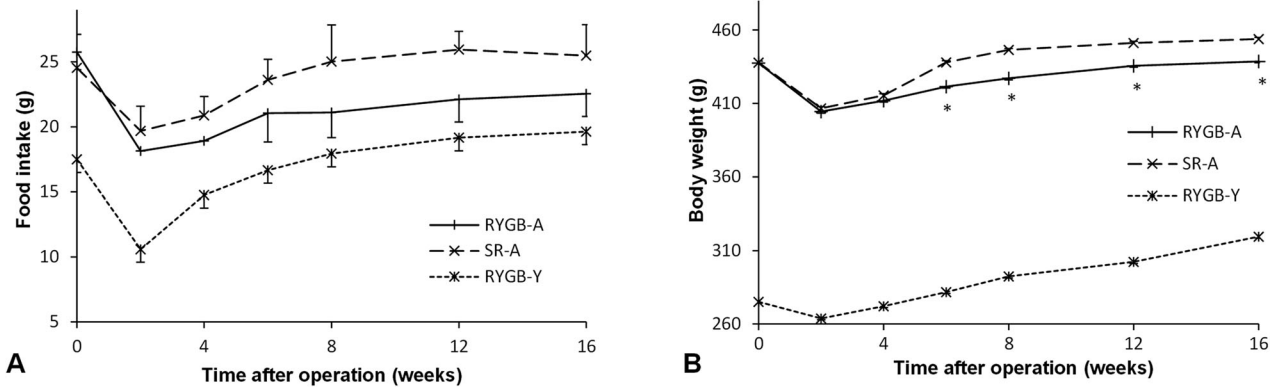 Food intake (g)
25
20
15
10
5
0
4
8
12
16
Time after operation (weeks)
RYGB-A
SR-A
RYGB-Y
A
Body weight (g)
460
410
360
310
260
0
4
8
12
16
Time after operation (weeks)
*
*
*
*
RYGB-A
SR-A
RYGB-Y
B